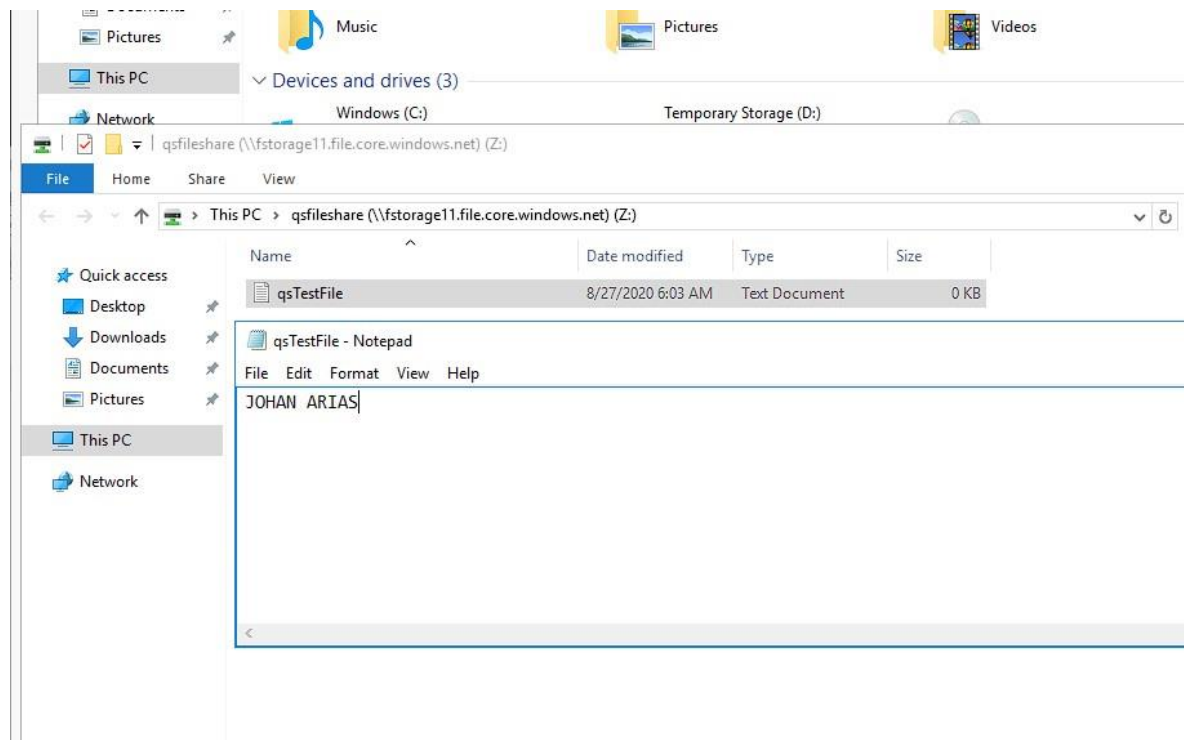 Music Pictures Videos
Pictures
This PC
Devices and drives (3)
Network
Windows (C:) Temporary Storage (D:)
qsfileshare (\\fstorage11.file.core.windows.net) (Z:)
File Home Share View
This PC > qsfileshare (\\fstorage11.file.core.windows.net) (Z:)
Name Date modified Type Size
Quick access
qsTestFile 8/27/2020 6:03 AM Text Document 0 KB
Desktop
Downloads
qsTestFile - Notepad
Documents
File Edit Format View Help
Pictures
JOHAN ARIAS
This PC
Network